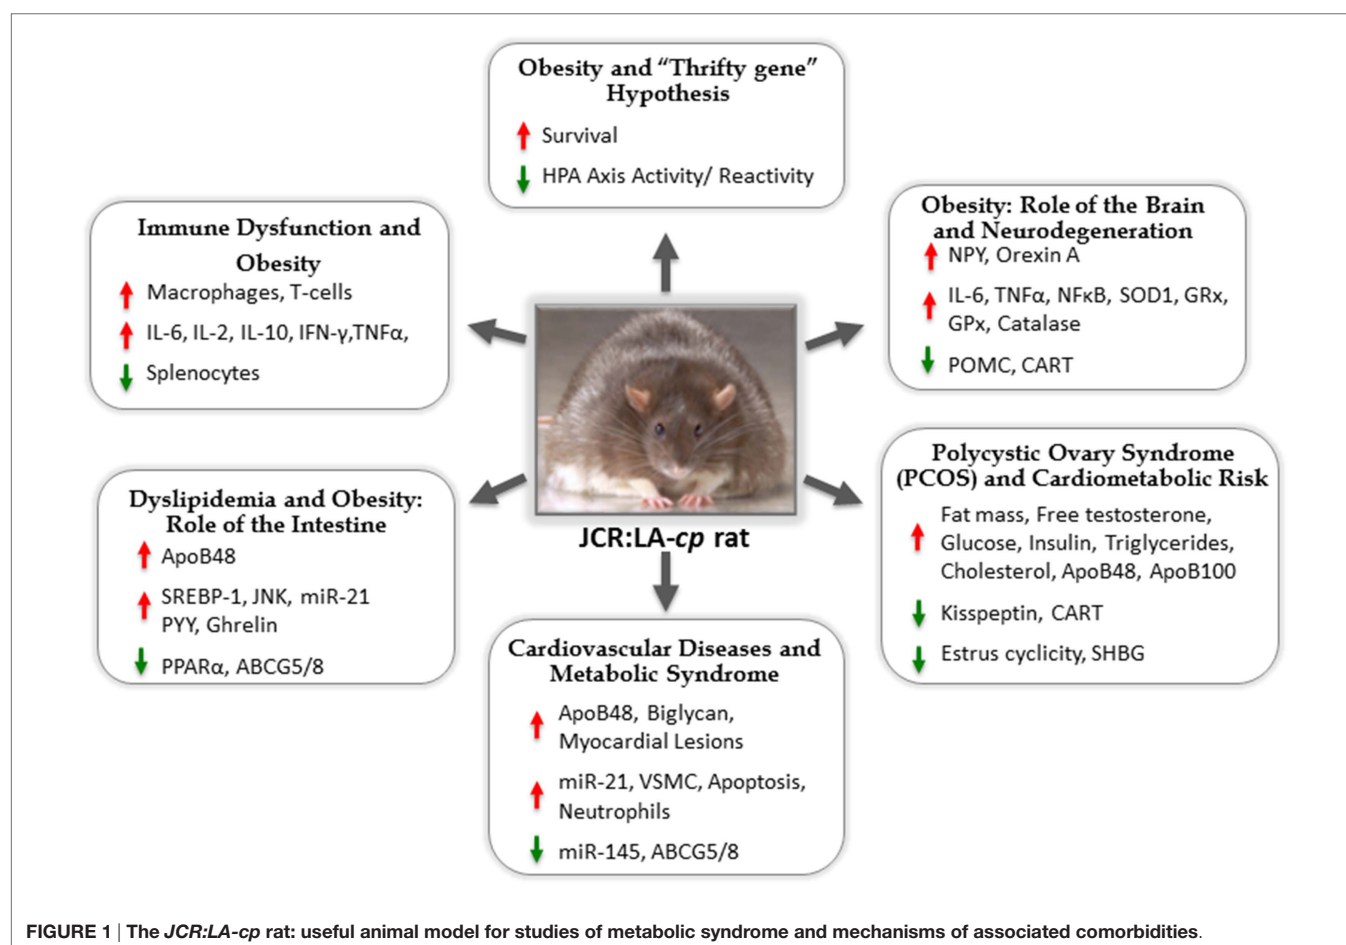 Obesity and “Thrifty gene”
Hypothesis
Survival
HPA Axis Activity/ Reactivity
Immune Dysfunction and
Obesity
Macrophages, T-cells
IL-6, IL-2, IL-10, IFN-γ,TNFα,
Splenocytes
Obesity: Role of the Brain
and Neurodegeneration
NPY, Orexin A
IL-6, TNFα, NFκB, SOD1, GRx,
GPx, Catalase
POMC, CART
Dyslipidemia and Obesity:
Role of the Intestine
ApoB48
SREBP-1, JNK, miR-21
PYY, Ghrelin
PPARα, ABCG5/8
JCR:LA-cp rat
Polycystic Ovary Syndrome
(PCOS) and Cardiometabolic Risk
Fat mass, Free testosterone,
Glucose, Insulin, Triglycerides,
Cholesterol, ApoB48, ApoB100
Kisspeptin, CART
Estrus cyclicity, SHBG
Cardiovascular Diseases and
Metabolic Syndrome
ApoB48, Biglycan,
Myocardial Lesions
miR-21, VSMC, Apoptosis,
Neutrophils
miR-145, ABCG5/8
FIGURE 1 | The JCR:LA-cp rat: useful animal model for studies of metabolic syndrome and mechanisms of associated comorbidities.